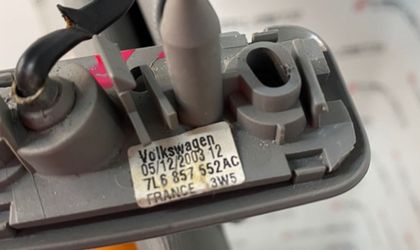 Volkswagen
05/12/2003 12
7L6 857 552AC
FRANCE 3W5